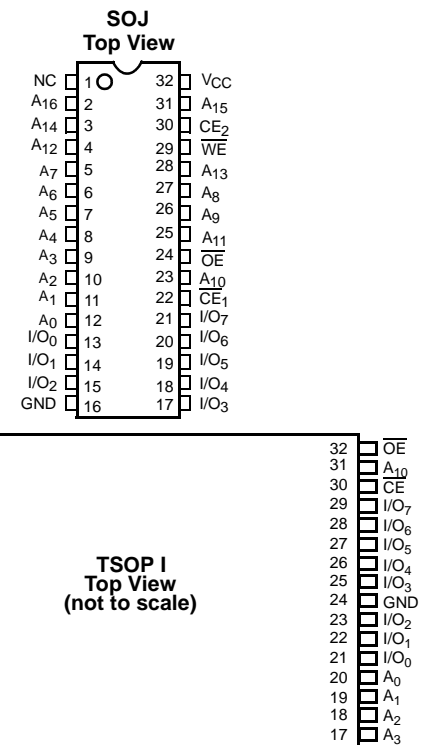 SOJ
Top View
NC 1 32 VCC
A16 2 31 A15
A14 3 30 CE2
A12 4 29 WE
A7 5 28 A13
A6 6 27 A8
A5 7 26 A9
A4 8 25 A11
A3 9 24 OE
A2 10 23 A10
A1 11 22 CE1
A0 12 21 I/O7
I/O0 13 20 I/O6
I/O1 14 19 I/O5
I/O2 15 18 I/O4
GND 16 17 I/O3
TSOP I
Top View
(not to scale)
32 OE
31 A10
30 CE
29 I/O7
28 I/O6
27 I/O5
26 I/O4
25 I/O3
24 GND
23 I/O2
22 I/O1
21 I/O0
20 A0
19 A1
18 A2
17 A3